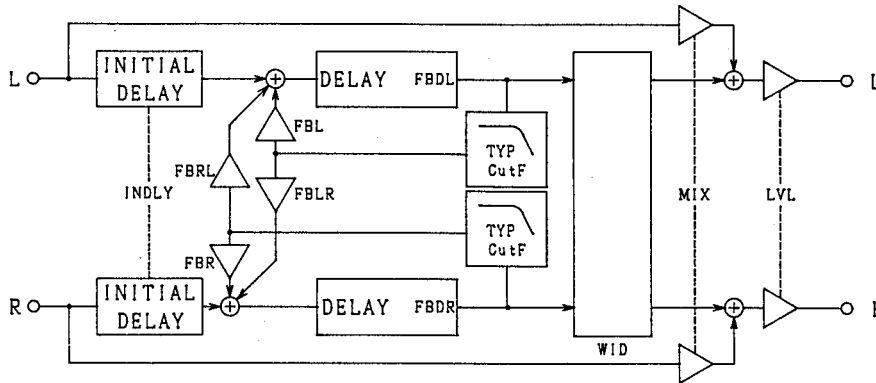 INITIAL
DELAY
L
DELAY FBDL
L
FBL
FBRL
TYP
CutF
INDLY
FBLR
MIX
LVL
TYP
CutF
FBR
INITIAL
DELAY
R
DELAY FBDR
WID